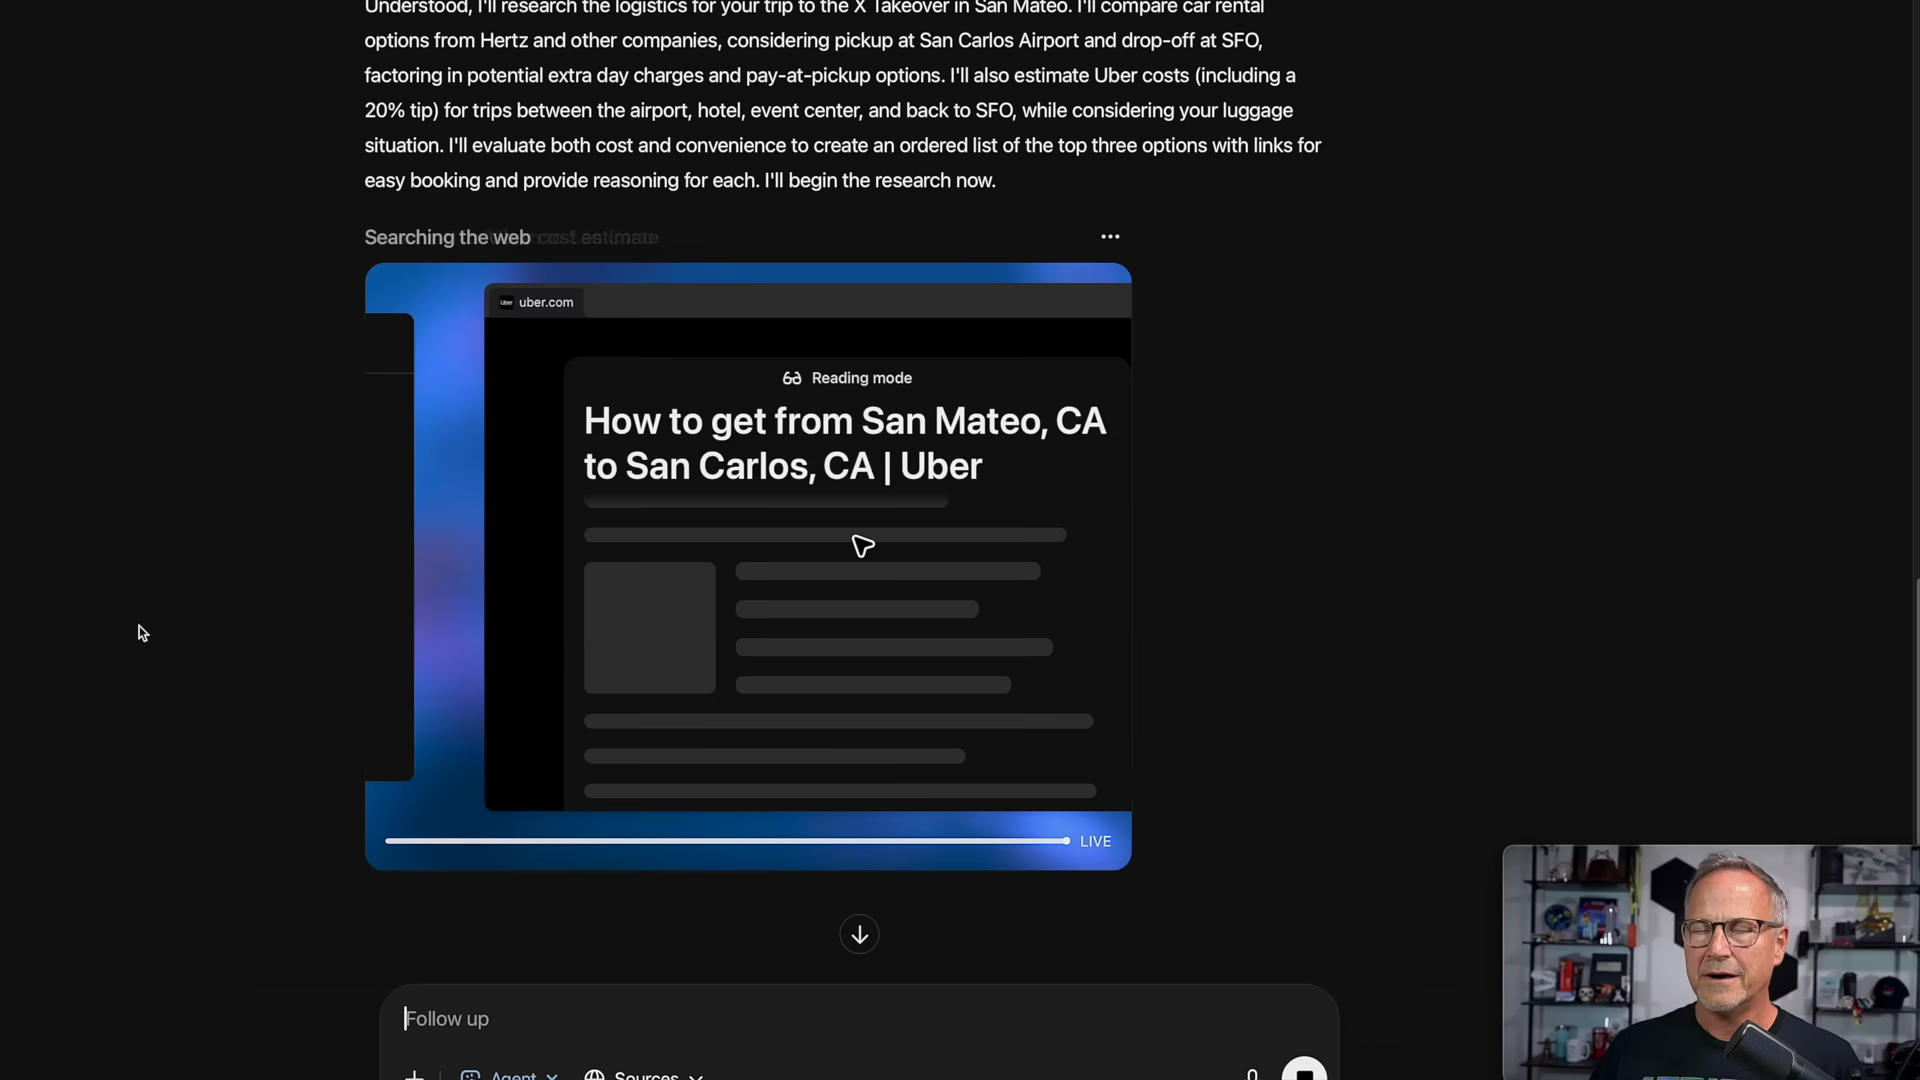 Understood, I'll research the logistics for your trip to the X Takeover in San Mateo. I'll compare car rental
options from Hertz and other companies, considering pickup at San Carlos Airport and drop-off at SFO,
factoring in potential extra day charges and pay-at-pickup options. I'll also estimate Uber costs (including a
20% tip) for trips between the airport, hotel, event center, and back to SFO, while considering your luggage
situation. I'll evaluate both cost and convenience to create an ordered list of the top three options with links for
easy booking and provide reasoning for each. I'll begin the research now.
Searching the web cost estimate
Uber uber.com
Reading mode
How to get from San Mateo, CA
to San Carlos, CA | Uber
LIVE
Follow up
Agent Sources